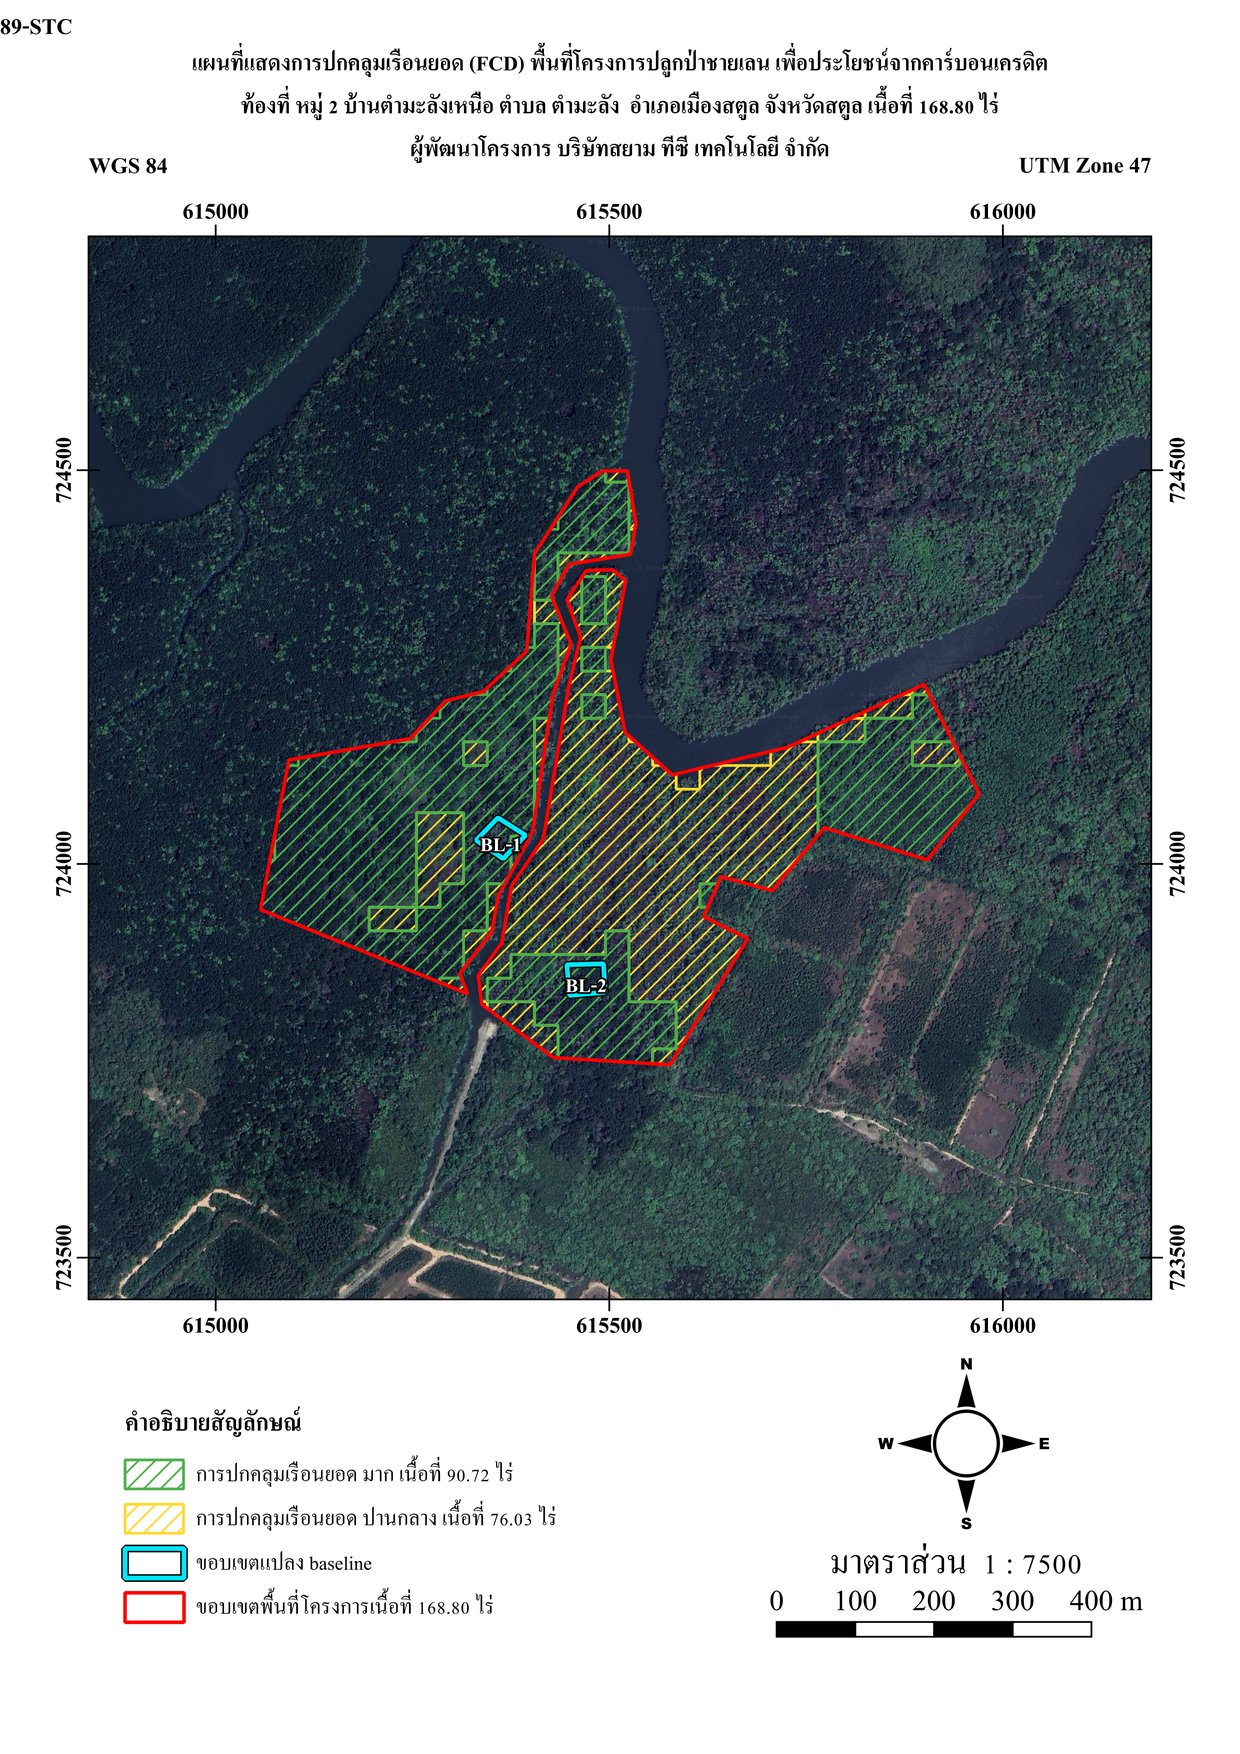 89-STC
แผนที่แสดงการปกคลุมเรือนยอด (FCD) พื้นที่โครงการปลูกป่าชายเลน เพื่อประโยชน์จากคาร์บอนเครดิต
ท้องที่ หมู่ 2 บ้านตำมะลังเหนือ ตำบล ตำมะลัง อำเภอเมืองสตูล จังหวัดสตูล เนื้อที่ 168.80 ไร่
ผู้พัฒนาโครงการ บริษัทสยาม ทีซี เทคโนโลยี จำกัด
WGS 84
UTM Zone 47
615000 615500 616000
724500 724500
BL-1
724000 724000
BL-2
723500 723500
615000 615500 616000
N
W E
S
คำอธิบายสัญลักษณ์
การปกคลุมเรือนยอด มาก เนื้อที่ 90.72 ไร่
การปกคลุมเรือนยอด ปานกลาง เนื้อที่ 76.03 ไร่
ขอบเขตแปลง baseline
ขอบเขตพื้นที่โครงการเนื้อที่ 168.80 ไร่
มาตราส่วน 1 : 7500
0 100 200 300 400 m